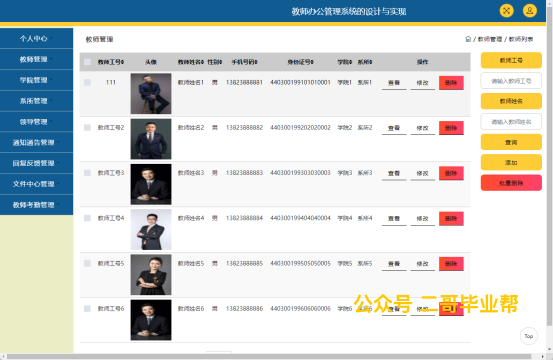 教师办公管理系统的设计与实现
个人中心
教师管理
学院管理
系所管理
领导管理
通知通告管理
回复反馈管理
文件中心管理
教师考勤管理
教师管理
/ 教师管理 / 教师列表
教师工号 头像 教师姓名 性别 手机号码 身份证号 学院 系所 操作
111 教师姓名1 男 13823888881 440300199101010001 学院1 系所1 查看 修改 删除
教师工号2 教师姓名2 男 13823888882 440300199202020002 学院2 系所2 查看 修改 删除
教师工号3 教师姓名3 男 13823888883 440300199303030003 学院3 系所3 查看 修改 删除
教师工号4 教师姓名4 男 13823888884 440300199404040004 学院4 系所4 查看 修改 删除
教师工号5 教师姓名5 男 13823888885 440300199505050005 学院5 系所5 查看 修改 删除
教师工号6 教师姓名6 男 13823888886 440300199606060006 学院6 系所6 查看 修改 删除
教师工号
请输入教师工号
教师姓名
请输入教师姓名
查询
添加
批量删除
公众号 二哥毕业帮
Top